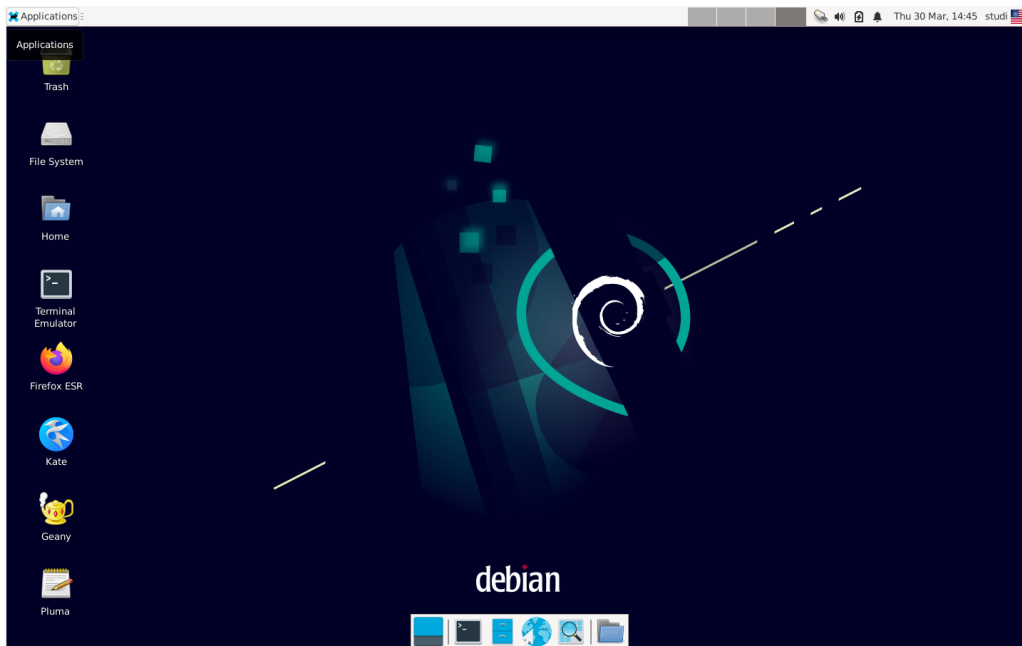 Applications
Thu 30 Mar, 14:45 studi
Applications
Trash
File System
Home
Terminal
Emulator
Firefox ESR
Kate
Geany
Pluma
debian